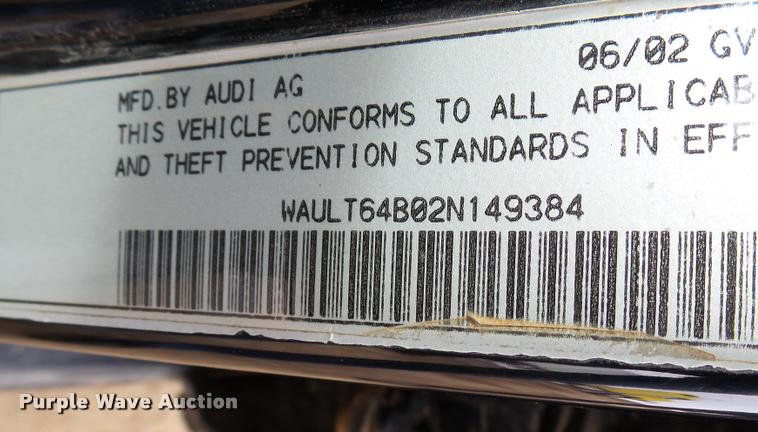 06/02 GV
MFD.BY AUDI AG
THIS VEHICLE CONFORMS TO ALL APPLICAB
AND THEFT PREVENTION STANDARDS IN EFF
WAULT64B02N149384
Purple Wave Auction